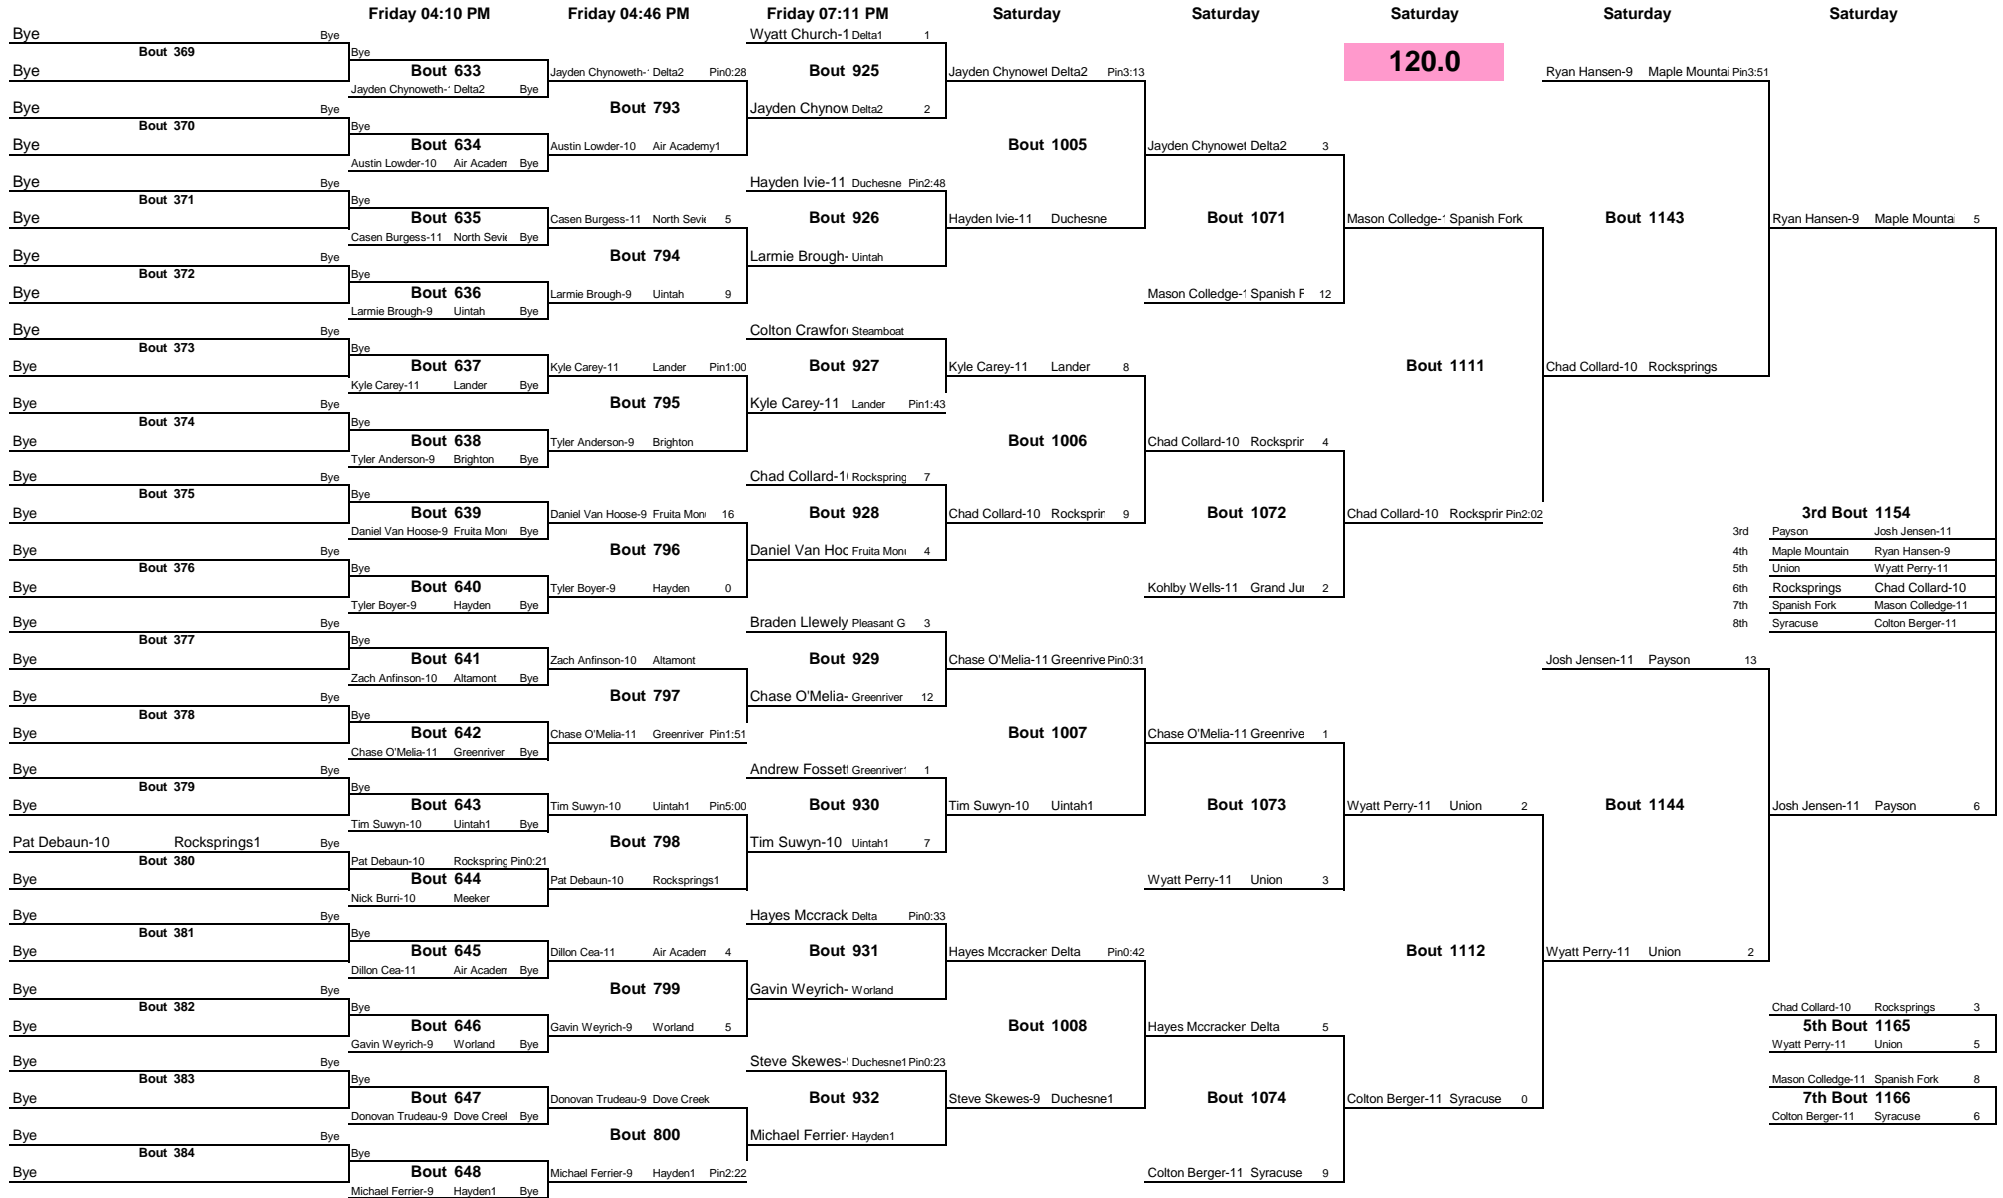 Friday 04:10 PM Friday 04:46 PM Friday 07:11 PM Saturday Saturday Saturday Saturday Saturday
120.0
Bye Bye
Bout 369
Bye
Bye Bye
Bout 370
Bye
Bye Bye
Bout 371
Bye
Bye Bye
Bout 372
Bye
Bye Bye
Bout 373
Bye
Bye Bye
Bout 374
Bye
Bye Bye
Bout 375
Bye
Bye Bye
Bout 376
Bye
Bye Bye
Bout 377
Bye
Bye Bye
Bout 378
Bye
Bye Bye
Bout 379
Bye
Pat Debaun-10 Rocksprings1 Bye
Bout 380
Bye
Bye Bye
Bout 381
Bye
Bye Bye
Bout 382
Bye
Bye Bye
Bout 383
Bye
Bye Bye
Bout 384
Bye
Bye
Bout 633
Jayden Chynoweth- Delta2 Bye
Bye
Bout 634
Austin Lowder-10 Air Academ Bye
Bye
Bout 635
Casen Burgess-11 North Sevi Bye
Bye
Bout 636
Larmie Brough-9 Uintah Bye
Bye
Bout 637
Kyle Carey-11 Lander Bye
Bye
Bout 638
Tyler Anderson-9 Brighton Bye
Bye
Bout 639
Daniel Van Hoose-9 Fruita Mon Bye
Bye
Bout 640
Tyler Boyer-9 Hayden Bye
Bye
Bout 641
Zach Anfinson-10 Altamont Bye
Bye
Bout 642
Chase O'Melia-11 Greenriver Bye
Bye
Bout 643
Tim Suwyn-10 Uintah1 Bye
Pat Debaun-10 Rockspring Pin0:21
Bout 644
Nick Burri-10 Meeker
Bye
Bout 645
Dillon Cea-11 Air Academ Bye
Bye
Bout 646
Gavin Weyrich-9 Worland Bye
Bye
Bout 647
Donovan Trudeau-9 Dove Creel Bye
Bye
Bout 648
Michael Ferrier-9 Hayden1 Bye
Jayden Chynoweth- Delta2 Pin0:28
Bout 793
Austin Lowder-10 Air Academy1
Casen Burgess-11 North Sevi 5
Bout 794
Larmie Brough-9 Uintah 9
Kyle Carey-11 Lander Pin1:00
Bout 795
Tyler Anderson-9 Brighton
Daniel Van Hoose-9 Fruita Mon 16
Bout 796
Tyler Boyer-9 Hayden 0
Zach Anfinson-10 Altamont
Bout 797
Chase O'Melia-11 Greenriver Pin1:51
Tim Suwyn-10 Uintah1 Pin5:00
Bout 798
Pat Debaun-10 Rocksprings1
Dillon Cea-11 Air Academ 4
Bout 799
Gavin Weyrich-9 Worland 5
Donovan Trudeau-9 Dove Creek
Bout 800
Michael Ferrier-9 Hayden1 Pin2:22
Wyatt Church-1 Delta1 1
Bout 925
Jayden Chynow Delta2 2
Hayden Ivie-11 Duchesne Pin2:48
Bout 926
Larmie Brough- Uintah
Colton Crawfor Steamboat
Bout 927
Kyle Carey-11 Lander Pin1:43
Chad Collard-1 Rockspring 7
Bout 928
Daniel Van Hoc Fruita Mon 4
Braden Llewely Pleasant G 3
Bout 929
Chase O'Melia- Greenriver 12
Andrew Fosset Greenriver 1
Bout 930
Tim Suwyn-10 Uintah1 7
Hayes Mccrack Delta Pin0:33
Bout 931
Gavin Weyrich- Worland
Steve Skewes- Duchesne1 Pin0:23
Bout 932
Michael Ferrier Hayden1
Jayden Chynowet Delta2 Pin3:13
Bout 1005
Hayden Ivie-11 Duchesne
Kyle Carey-11 Lander 8
Bout 1006
Chad Collard-10 Rockspri 9
Chase O'Melia-11 Greenrive Pin0:31
Bout 1007
Tim Suwyn-10 Uintah1
Hayes Mccracker Delta Pin0:42
Bout 1008
Steve Skewes-9 Duchesne1
Jayden Chynowet Delta2 3
Bout 1071
Mason Colledge- Spanish F 12
Chad Collard-10 Rockspri 4
Bout 1072
Kohlby Wells-11 Grand Ju 2
Chase O'Melia-11 Greenrive 1
Bout 1073
Wyatt Perry-11 Union 3
Hayes Mccracker Delta 5
Bout 1074
Colton Berger-11 Syracuse 9
Mason Colledge- Spanish Fork
Bout 1111
Chad Collard-10 Rockspri Pin2:02
Wyatt Perry-11 Union 2
Bout 1112
Colton Berger-11 Syracuse 0
Ryan Hansen-9 Maple Mountai Pin3:51
Bout 1143
Chad Collard-10 Rocksprings
Josh Jensen-11 Payson 13
Bout 1144
Wyatt Perry-11 Union 2
Ryan Hansen-9 Maple Mountai 5
3rd Bout 1154
3rd Payson Josh Jensen-11
4th Maple Mountain Ryan Hansen-9
5th Union Wyatt Perry-11
6th Rocksprings Chad Collard-10
7th Spanish Fork Mason Colledge-11
8th Syracuse Colton Berger-11
Josh Jensen-11 Payson 6
Chad Collard-10 Rocksprings 3
5th Bout 1165
Wyatt Perry-11 Union 5
Mason Colledge-11 Spanish Fork 8
7th Bout 1166
Colton Berger-11 Syracuse 6